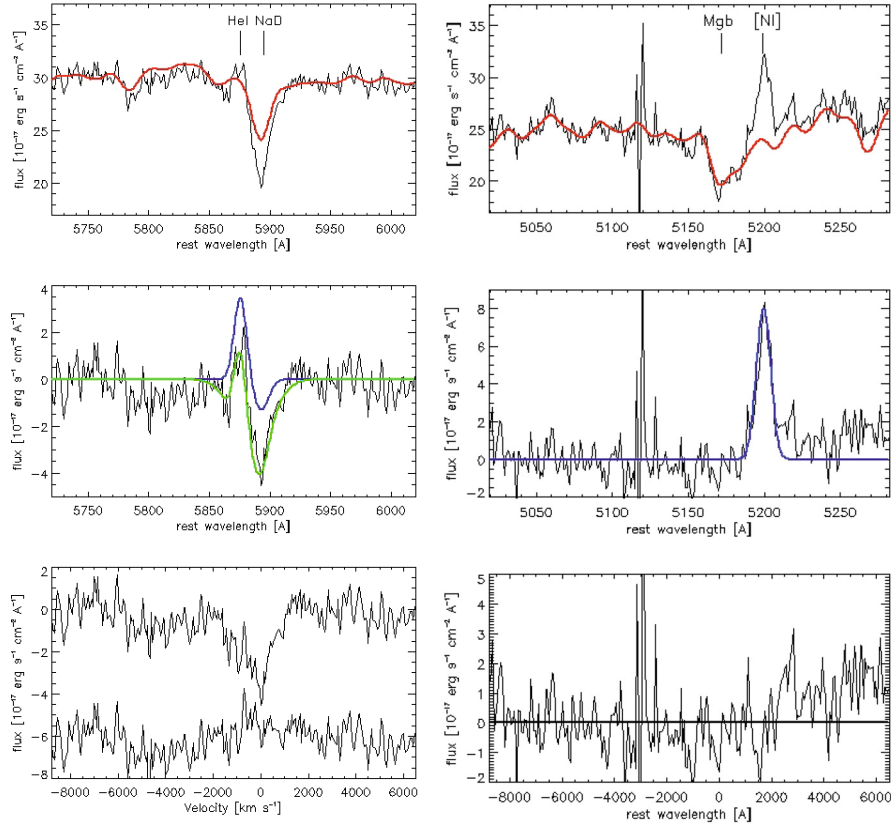 HeI NaD
35
30
25
20
flux [10⁻¹⁷ erg s⁻¹ cm⁻² A⁻¹]
5750 5800 5850 5900 5950 6000
rest wavelength [A]
Mgb [NI]
35
30
25
20
flux [10⁻¹⁷ erg s⁻¹ cm⁻² A⁻¹]
5050 5100 5150 5200 5250
rest wavelength [A]
4
2
0
-2
-4
flux [10⁻¹⁷ erg s⁻¹ cm⁻² A⁻¹]
5750 5800 5850 5900 5950 6000
rest wavelength [A]
8
6
4
2
0
-2
flux [10⁻¹⁷ erg s⁻¹ cm⁻² A⁻¹]
5050 5100 5150 5200 5250
rest wavelength [A]
2
0
-2
-4
-6
-8
flux [10⁻¹⁷ erg s⁻¹ cm⁻² A⁻¹]
-8000 -6000 -4000 -2000 0 2000 4000 6000
Velocity [km s⁻¹]
5
4
3
2
1
0
-1
-2
flux [10⁻¹⁷ erg s⁻¹ cm⁻² A⁻¹]
-8000 -6000 -4000 -2000 0 2000 4000 6000
rest wavelength [A]